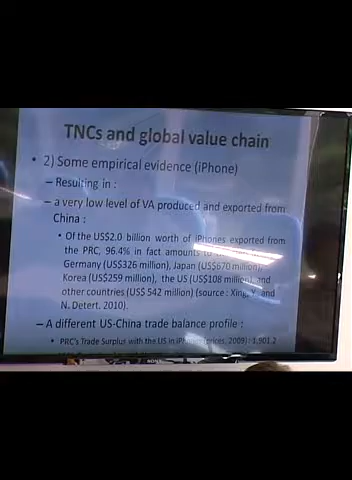 TNCs and global value chain
• 2) Some empirical evidence (iPhone)
– Resulting in :
– a very low level of VA produced and exported from
China :
• Of the US$2.0 billion worth of iPhones exported from
the PRC, 96.4% in fact amounts to
Germany (US$326 million), Japan (US$670 million),
Korea (US$259 million), the US (US$108 million), and
other countries (US$ 542 million) (source : Xing, Y. and
N. Detert, 2010).
– A different US-China trade balance profile :
• PRC's Trade Surplus with the US in iPhone prices, 2009) : 1,901.2
SONY